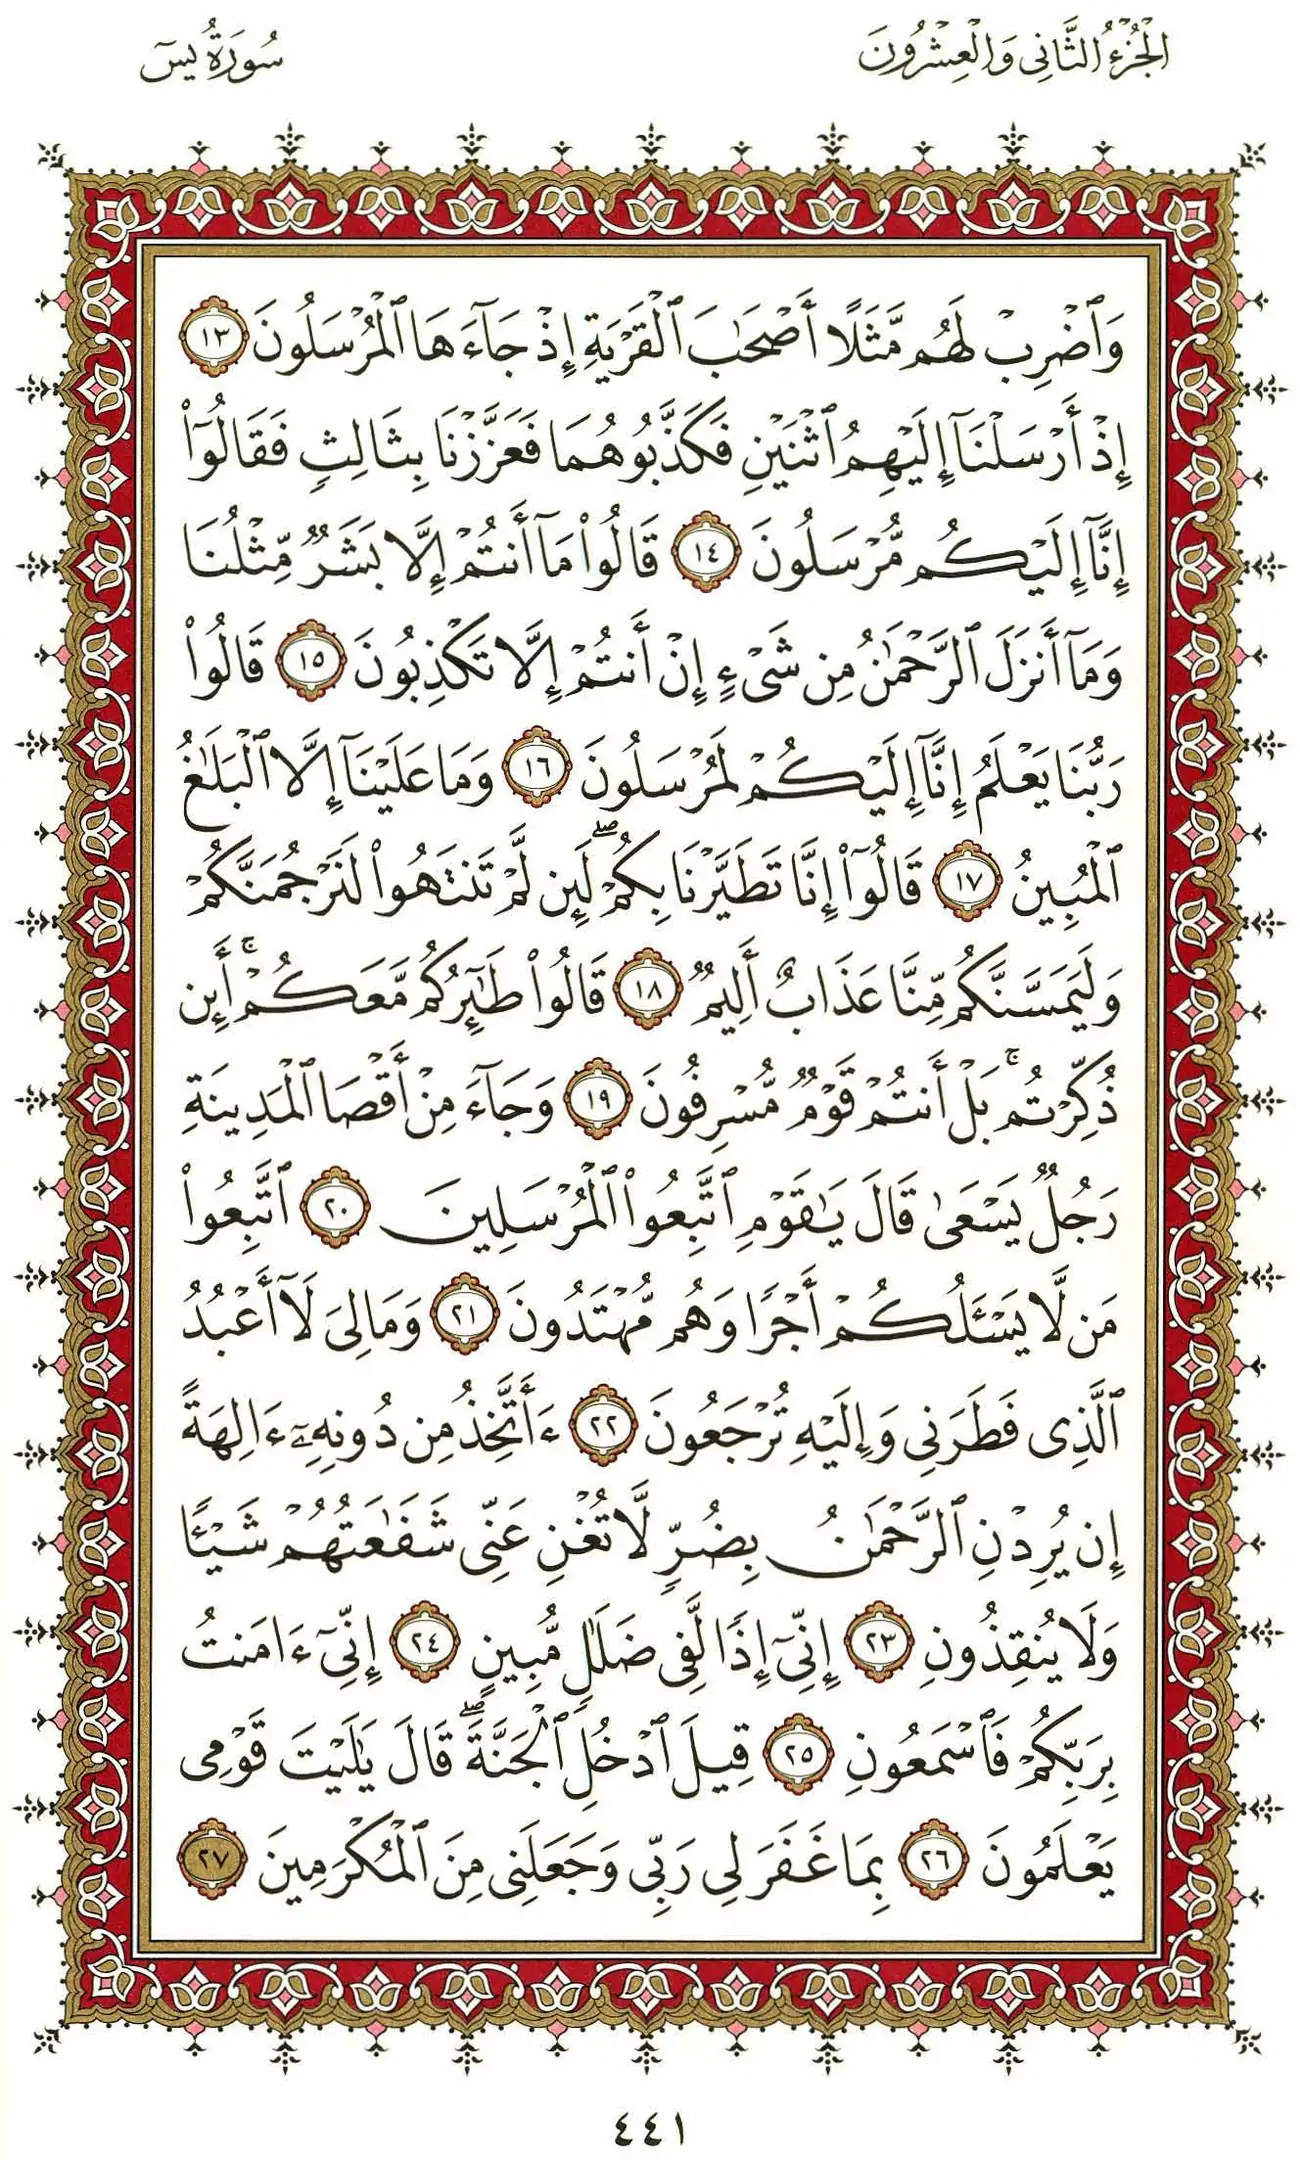 الجزء الثاني والعشرون
سورة يس
وَٱضۡرِبۡ لَهُم مَّثَلًا أَصۡحَٰبَ ٱلۡقَرۡيَةِ إِذۡ جَآءَهَا ٱلۡمُرۡسَلُونَ ١٣
إِذۡ أَرۡسَلۡنَآ إِلَيۡهِمُ ٱثۡنَيۡنِ فَكَذَّبُوهُمَا فَعَزَّزۡنَا بِثَالِثٖ فَقَالُوٓاْ
إِنَّآ إِلَيۡكُم مُّرۡسَلُونَ ١٤ قَالُواْ مَآ أَنتُمۡ إِلَّا بَشَرٞ مِّثۡلُنَا
وَمَآ أَنزَلَ ٱلرَّحۡمَٰنُ مِن شَيۡءٍ إِنۡ أَنتُمۡ إِلَّا تَكۡذِبُونَ ١٥ قَالُواْ
رَبُّنَا يَعۡلَمُ إِنَّآ إِلَيۡكُمۡ لَمُرۡسَلُونَ ١٦ وَمَا عَلَيۡنَآ إِلَّا ٱلۡبَلَٰغُ
ٱلۡمُبِينُ ١٧ قَالُوٓاْ إِنَّا تَطَيَّرۡنَا بِكُمۡۖ لَئِن لَّمۡ تَنتَهُواْ لَنَرۡجُمَنَّكُمۡ
وَلَيَمَسَّنَّكُم مِّنَّا عَذَابٌ أَلِيمٞ ١٨ قَالُواْ طَٰٓئِرُكُم مَّعَكُمۡ أَئِن
ذُكِّرۡتُمۚ بَلۡ أَنتُمۡ قَوۡمٞ مُّسۡرِفُونَ ١٩ وَجَآءَ مِنۡ أَقۡصَا ٱلۡمَدِينَةِ
رَجُلٞ يَسۡعَىٰ قَالَ يَٰقَوۡمِ ٱتَّبِعُواْ ٱلۡمُرۡسَلِينَ ٢٠ ٱتَّبِعُواْ
مَن لَّا يَسۡـَٔلُكُمۡ أَجۡرٗا وَهُم مُّهۡتَدُونَ ٢١ وَمَالِيَ لَآ أَعۡبُدُ
ٱلَّذِي فَطَرَنِي وَإِلَيۡهِ تُرۡجَعُونَ ٢٢ ءَأَتَّخِذُ مِن دُونِهِۦٓ ءَالِهَةً
إِن يُرِدۡنِ ٱلرَّحۡمَٰنُ بِضُرّٖ لَّا تُغۡنِ عَنِّي شَفَٰعَتُهُمۡ شَيۡـٔٗا
وَلَا يُنقِذُونِ ٢٣ إِنِّيٓ إِذٗا لَّفِي ضَلَٰلٖ مُّبِينٍ ٢٤ إِنِّيٓ ءَامَنتُ
بِرَبِّكُمۡ فَٱسۡمَعُونِ ٢٥ قِيلَ ٱدۡخُلِ ٱلۡجَنَّةَۖ قَالَ يَٰلَيۡتَ قَوۡمِي
يَعۡلَمُونَ ٢٦ بِمَا غَفَرَ لِي رَبِّي وَجَعَلَنِي مِنَ ٱلۡمُكۡرَمِينَ ٢٧
٤٤١